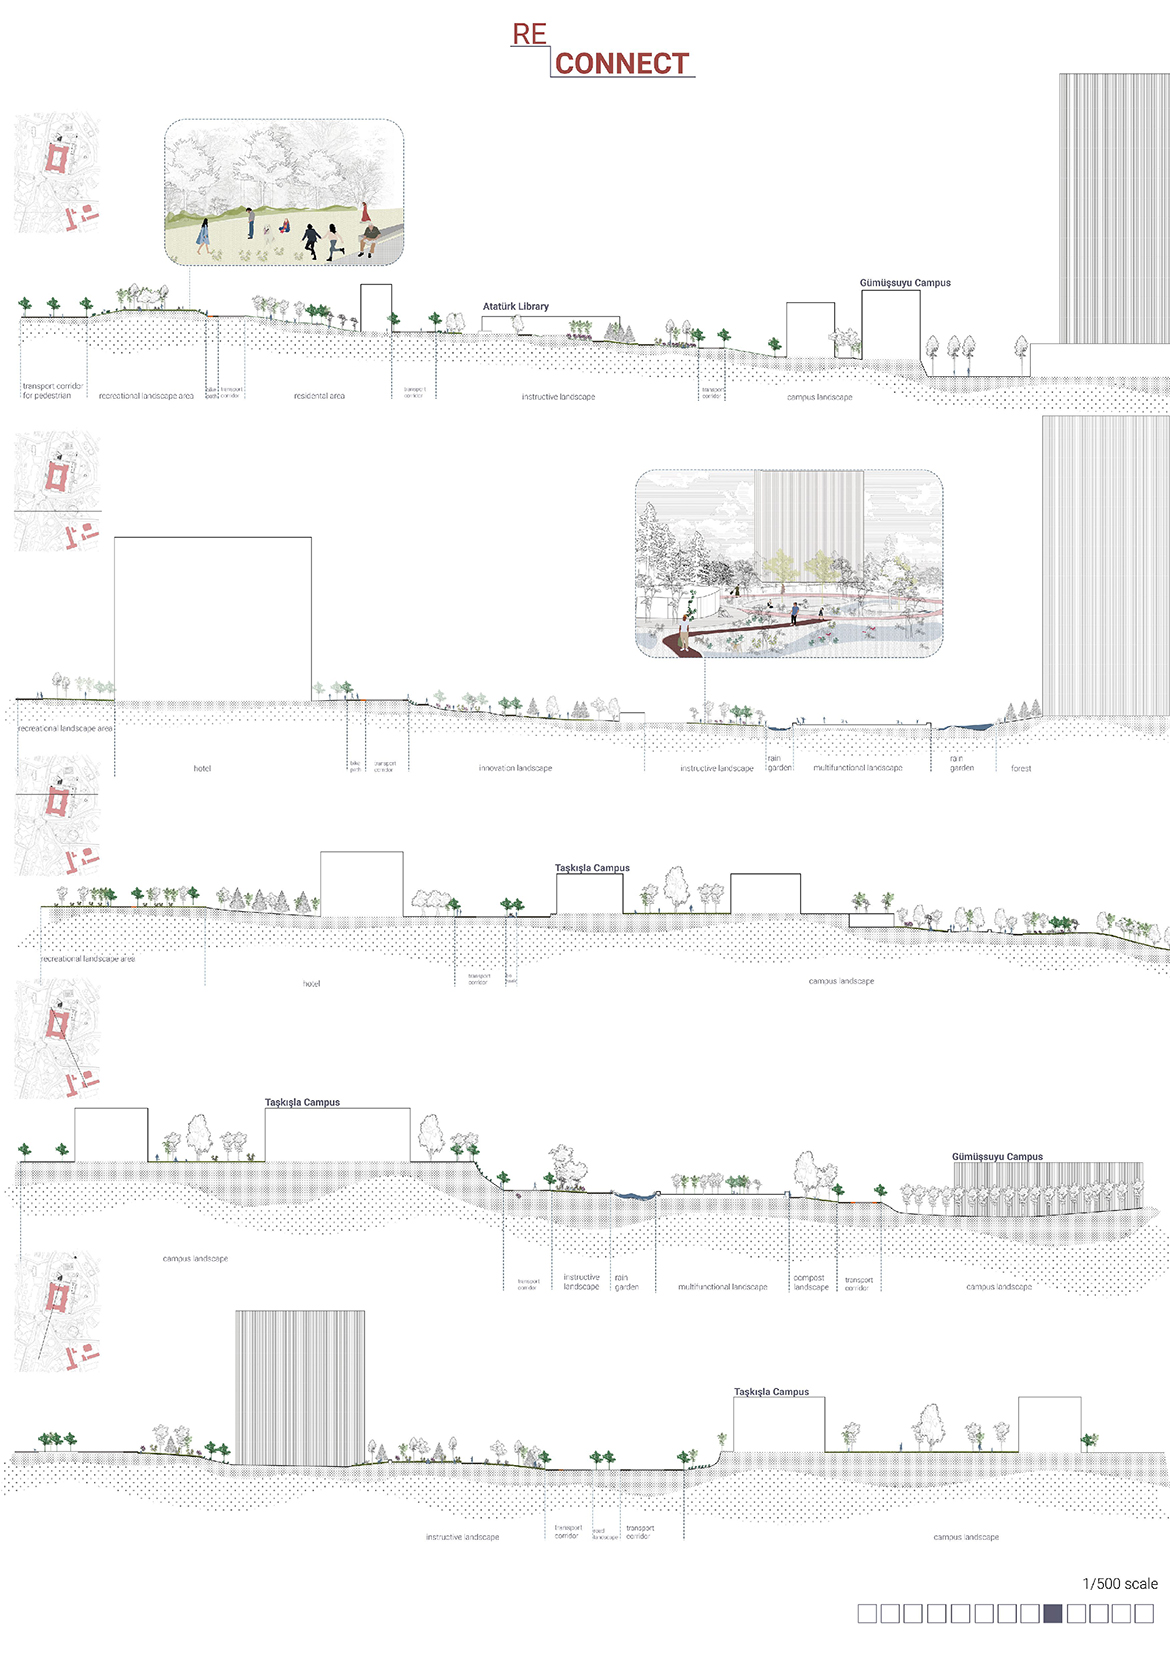 RE
CONNECT
Gümüşsuyu Campus
Atatürk Library
transport corridor
for pedestrian
recreational landscape area
bike
path
transport
corridor
residental area
transport
corridor
instructive landscape
transport
corridor
campus landscape
recreational landscape area
hotel
bike
path
transport
corridor
innovation landscape
instructive landscape
rain
garden
multifunctional landscape
rain
garden
forest
Taşkışla Campus
recreational landscape area
hotel
transport
corridor
campus landscape
Taşkışla Campus
Gümüşsuyu Campus
campus landscape
transport
corridor
instructive
landscape
rain
garden
multifunctional landscape
compost
landscape
transport
corridor
campus landscape
Taşkışla Campus
instructive landscape
transport
corridor
landscape
transport
corridor
campus landscape
1/500 scale